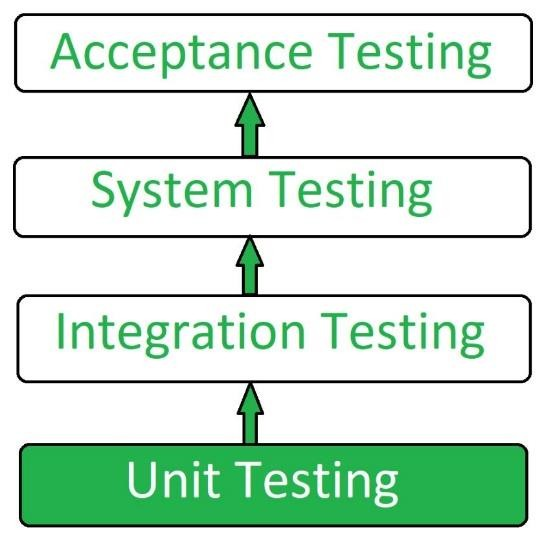 Acceptance Testing
System Testing
Integration Testing
Unit Testing